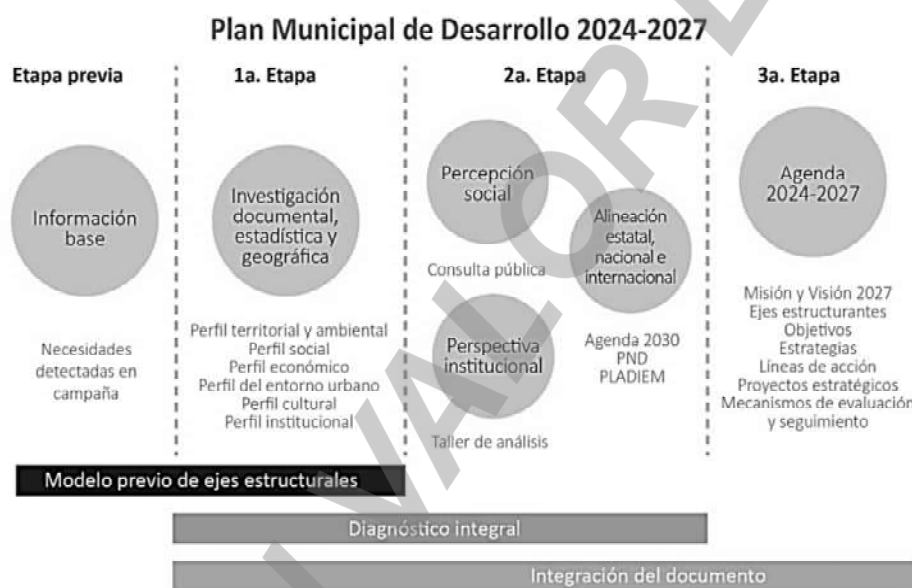 Plan Municipal de Desarrollo 2024-2027
Etapa previa
1a. Etapa
2a. Etapa
3a. Etapa
Información
base
Necesidades
detectadas en
campaña
Investigación
documental,
estadística y
geográfica
Perfil territorial y ambiental
Perfil social
Perfil económico
Perfil del entorno urbano
Perfil cultural
Perfil institucional
Percepción
social
Consulta pública
Perspectiva
institucional
Taller de análisis
Alineación
estatal,
nacional e
internacional
Agenda 2030
PND
PLADIEM
Agenda
2024-2027
Misión y Visión 2027
Ejes estructurantes
Objetivos
Estrategias
Líneas de acción
Proyectos estratégicos
Mecanismos de evaluación
y seguimiento
Modelo previo de ejes estructurales
Diagnóstico integral
Integración del documento
VALOR